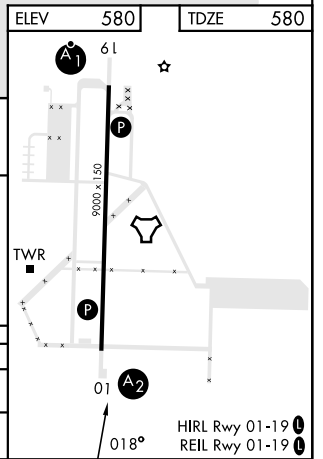 ELEV 580
TDZE 580
A1
19
P
9000 x 150
TWR
P
01
A2
018°
HIRL Rwy 01-19 L
REIL Rwy 01-19 L